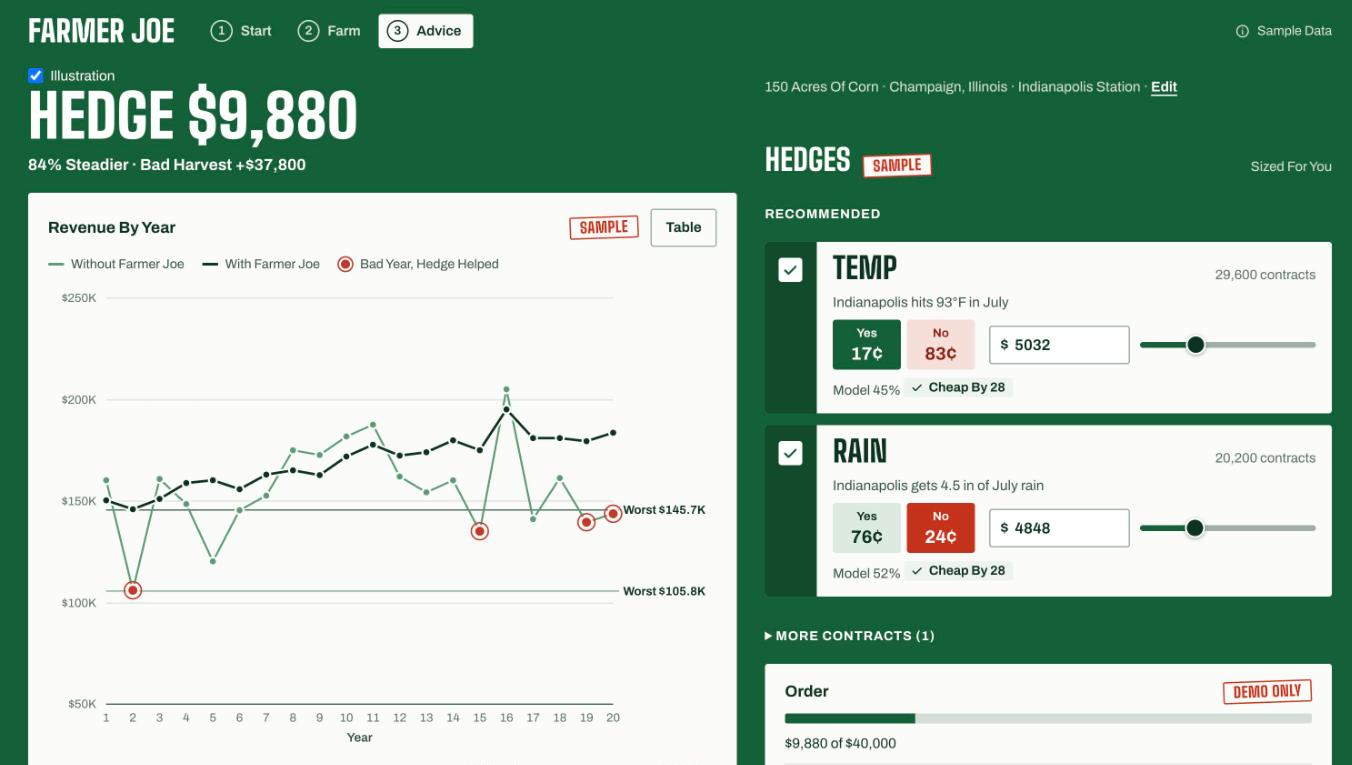 FARMER JOE
1 Start
2 Farm
3 Advice
Sample Data
Illustration
HEDGE $9,880
84% Steadier · Bad Harvest +$37,800
Revenue By Year
SAMPLE
Table
Without Farmer Joe
With Farmer Joe
Bad Year, Hedge Helped
$250K
$200K
$150K
$100K
$50K
Worst $145.7K
Worst $105.8K
1 2 3 4 5 6 7 8 9 10 11 12 13 14 15 16 17 18 19 20
Year
150 Acres Of Corn · Champaign, Illinois · Indianapolis Station · Edit
HEDGES
SAMPLE
Sized For You
RECOMMENDED
TEMP
29,600 contracts
Indianapolis hits 93°F in July
Yes
17¢
No
83¢
$ 5032
Model 45%
Cheap By 28
RAIN
20,200 contracts
Indianapolis gets 4.5 in of July rain
Yes
76¢
No
24¢
$ 4848
Model 52%
Cheap By 28
MORE CONTRACTS (1)
Order
DEMO ONLY
$9,880 of $40,000